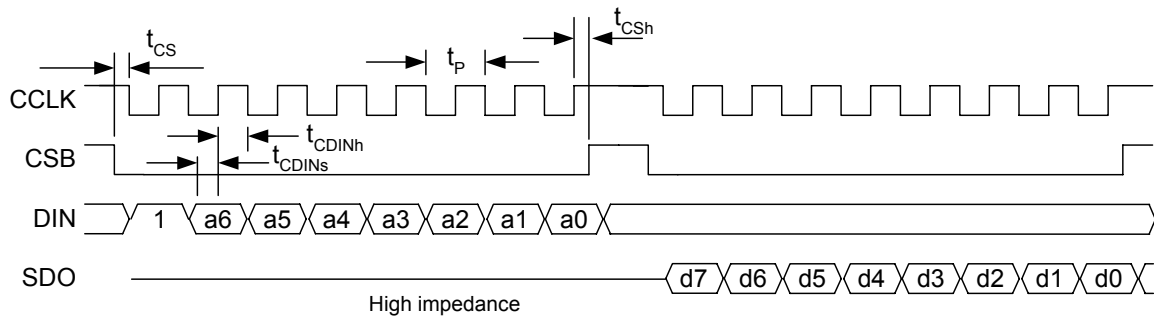 tCS
tP
tCSh
CCLK
tCDINh
CSB
tCDINs
DIN 1 a6 a5 a4 a3 a2 a1 a0
SDO d7 d6 d5 d4 d3 d2 d1 d0
High impedance